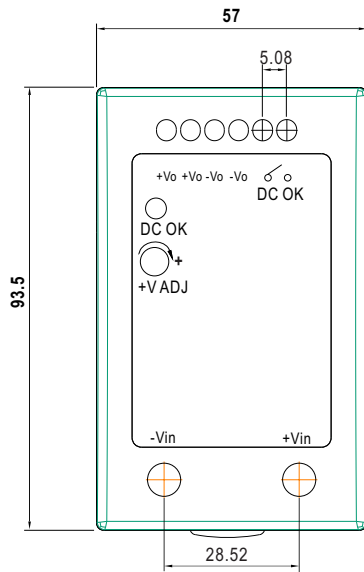 57
5.08
+Vo +Vo -Vo -Vo
DC OK
DC OK
+
+V ADJ
93.5
-Vin +Vin
28.52